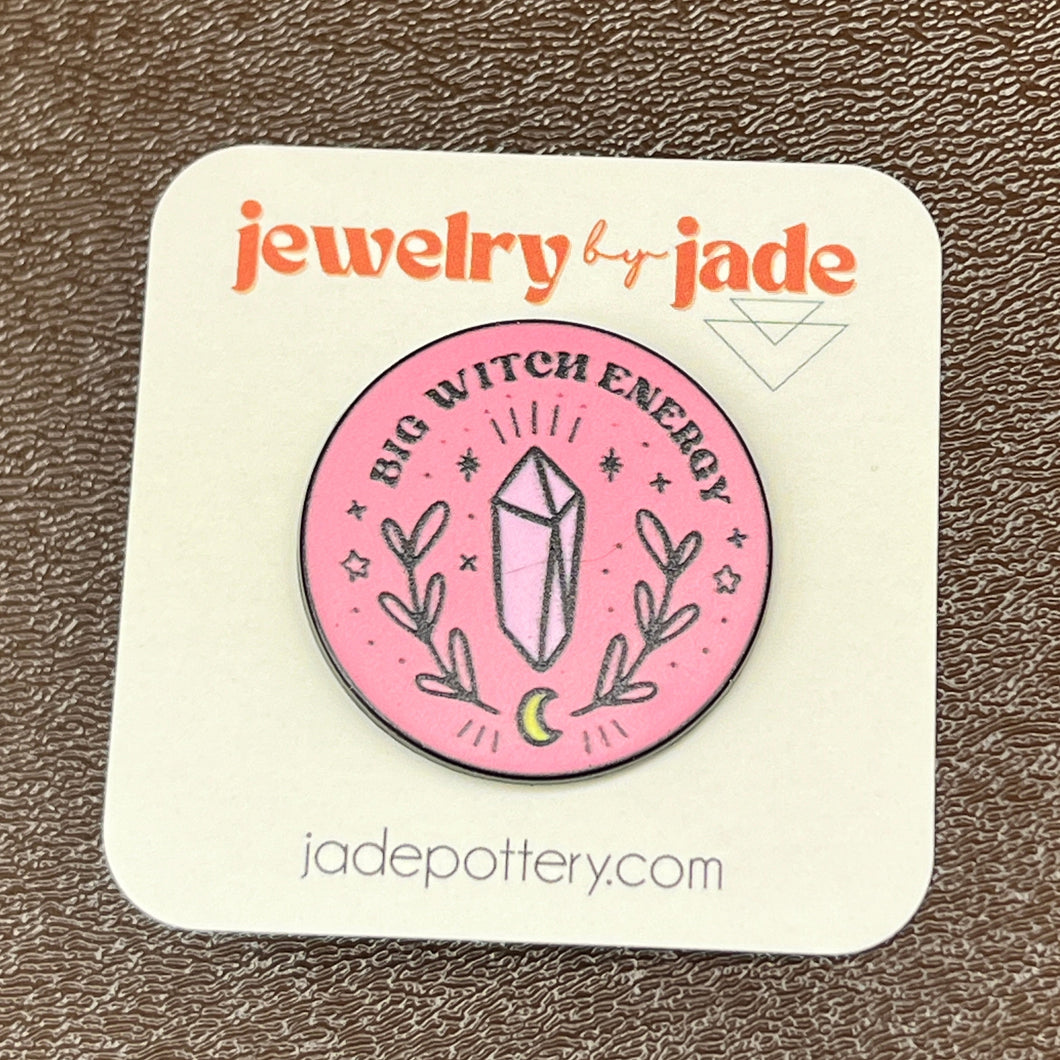 jewelry by jade
BIG WITCH ENERGY
jadepottery.com